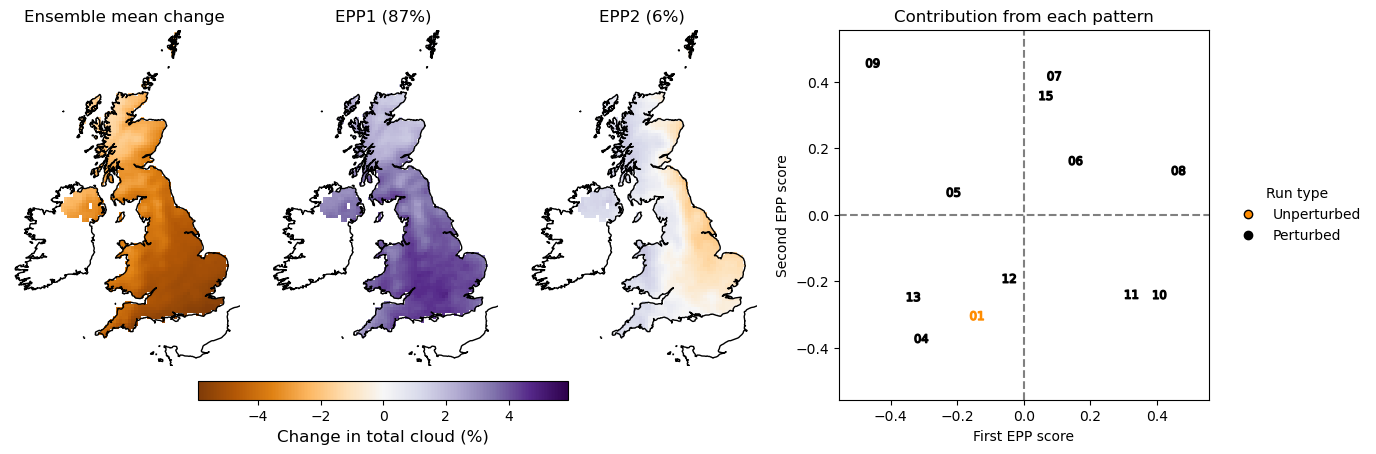 Ensemble mean change
EPP1 (87%)
EPP2 (6%)
Change in total cloud (%)
−4 −2 0 2 4
Contribution from each pattern
Second EPP score
0.4
0.2
0.0
−0.2
−0.4
09
07
15
06
08
05
12
13
11 10
01
04
−0.4 −0.2 0.0 0.2 0.4
First EPP score
Run type
Unperturbed
Perturbed